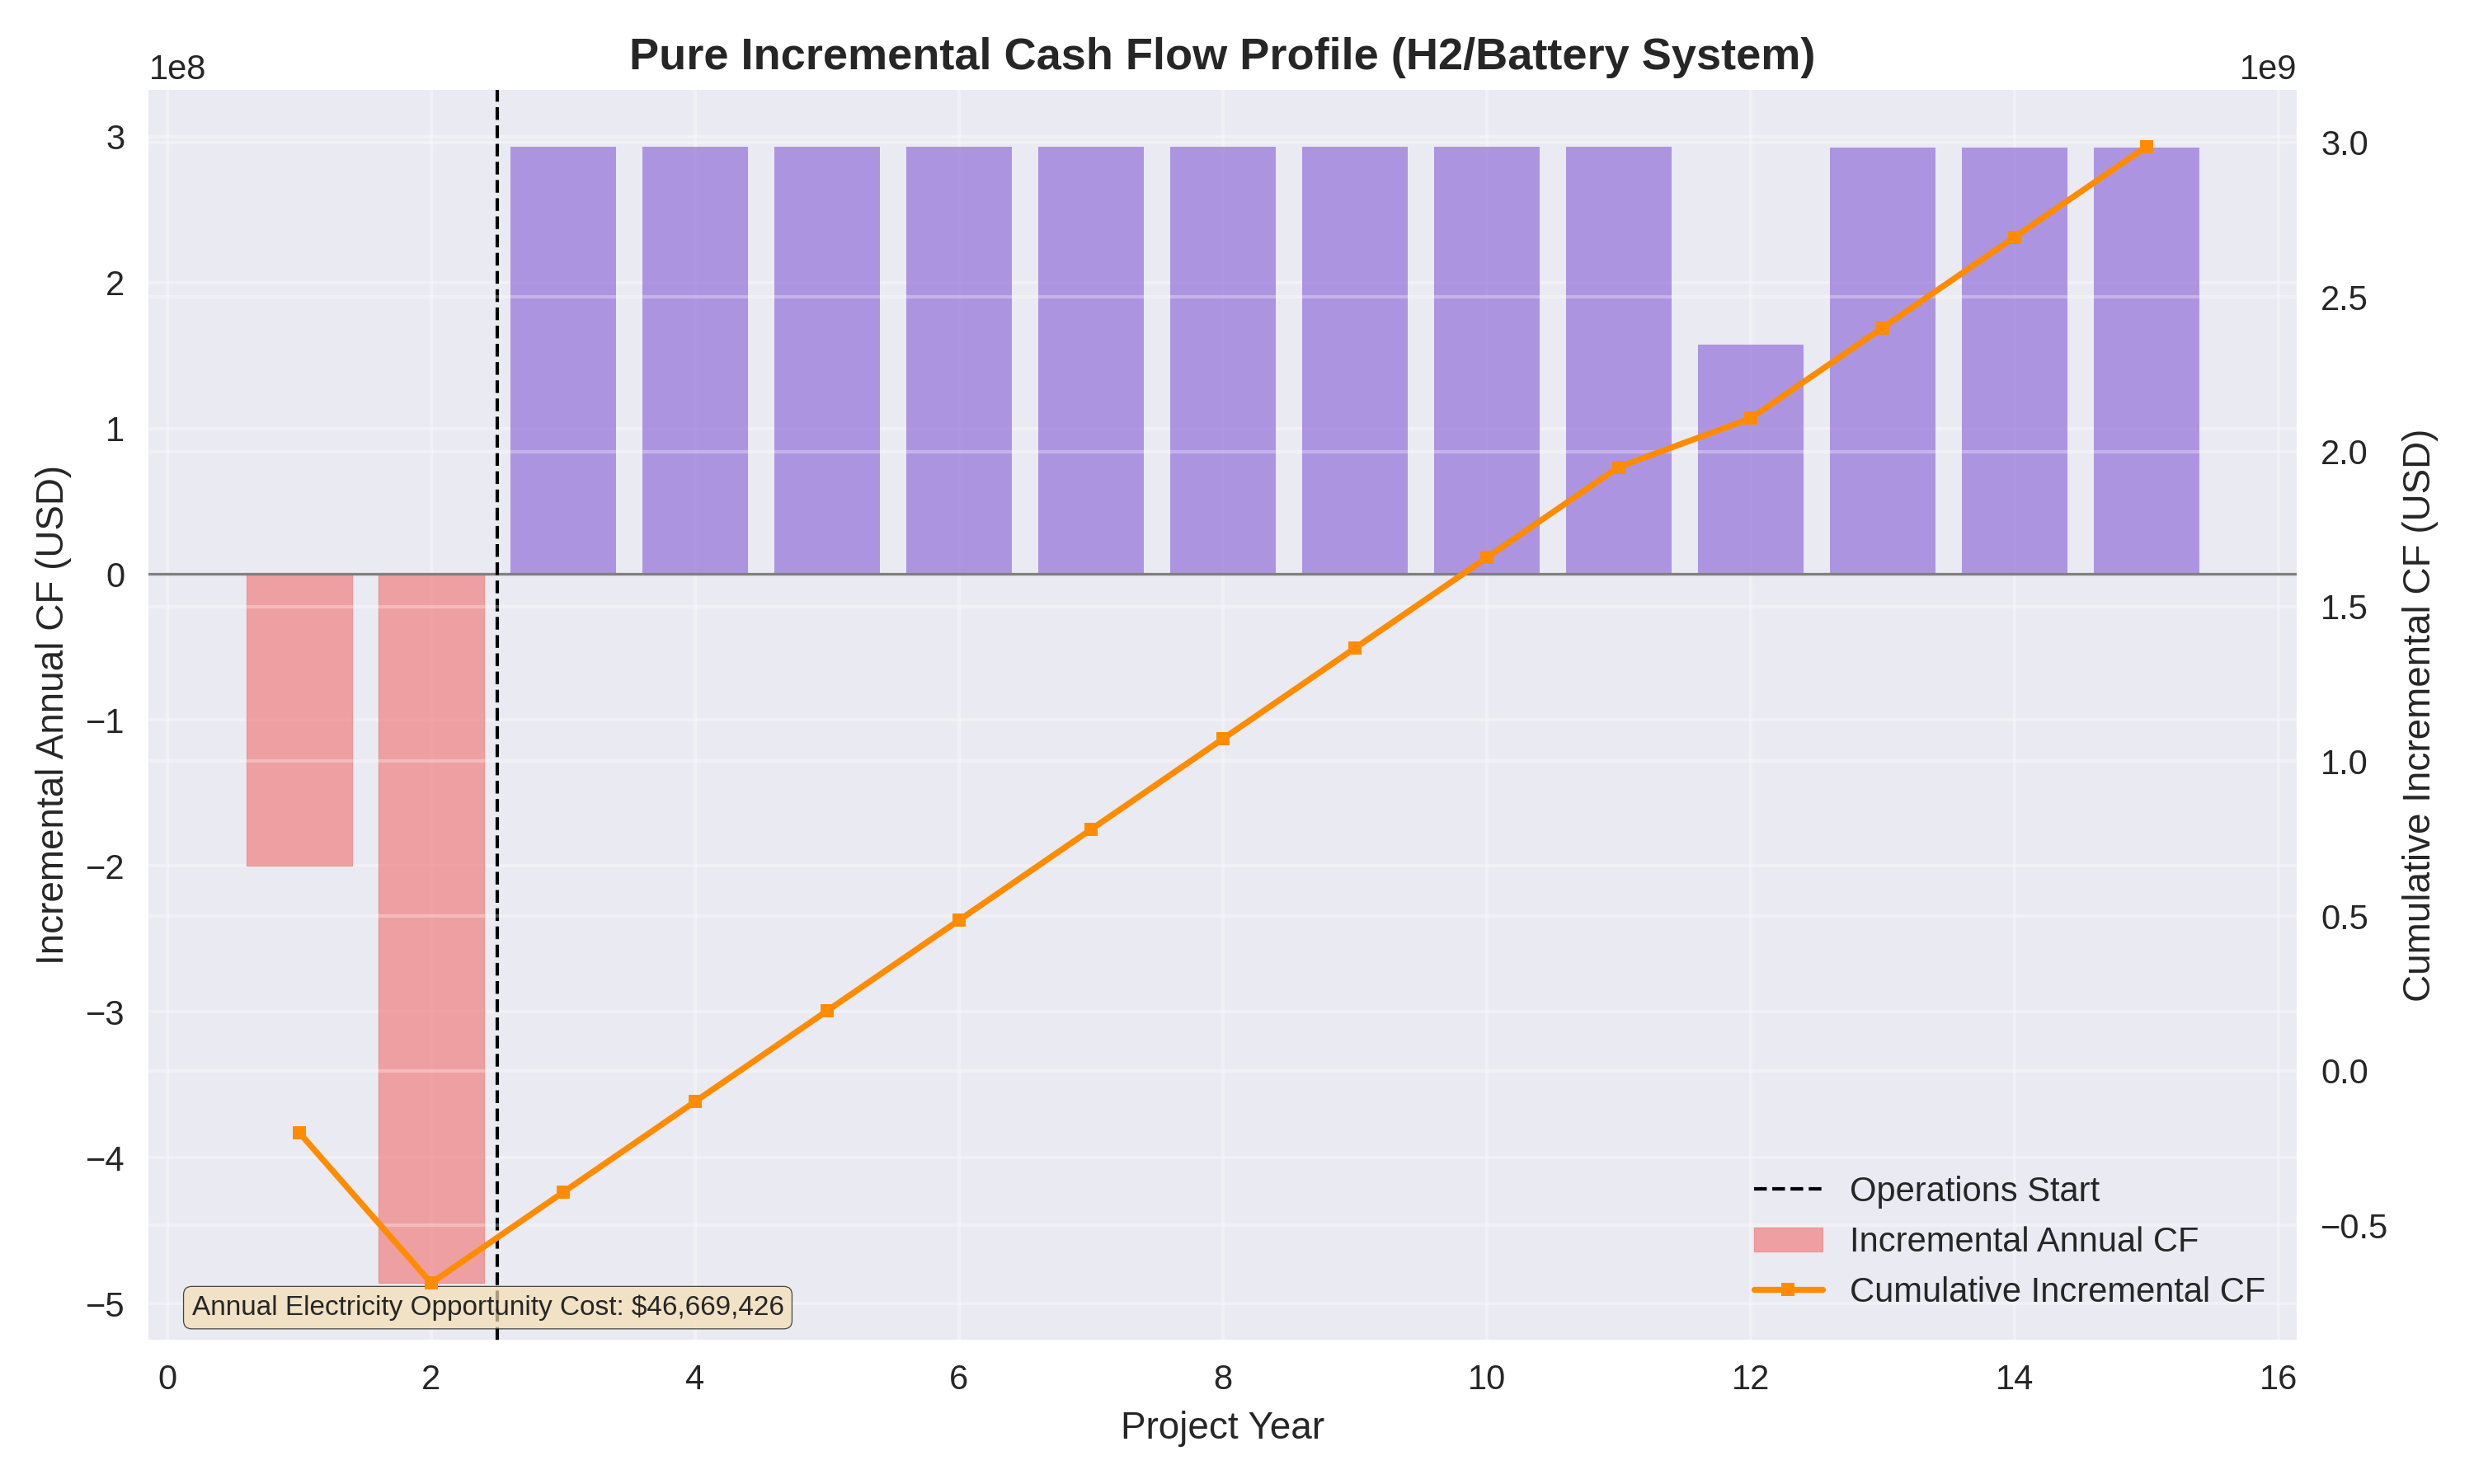 Pure Incremental Cash Flow Profile (H2/Battery System)
1e8
1e9
3
2
1
0
−1
−2
−3
−4
−5
Incremental Annual CF (USD)
3.0
2.5
2.0
1.5
1.0
0.5
0.0
−0.5
Cumulative Incremental CF (USD)
Operations Start
Incremental Annual CF
Cumulative Incremental CF
Annual Electricity Opportunity Cost: $46,669,426
0 2 4 6 8 10 12 14 16
Project Year